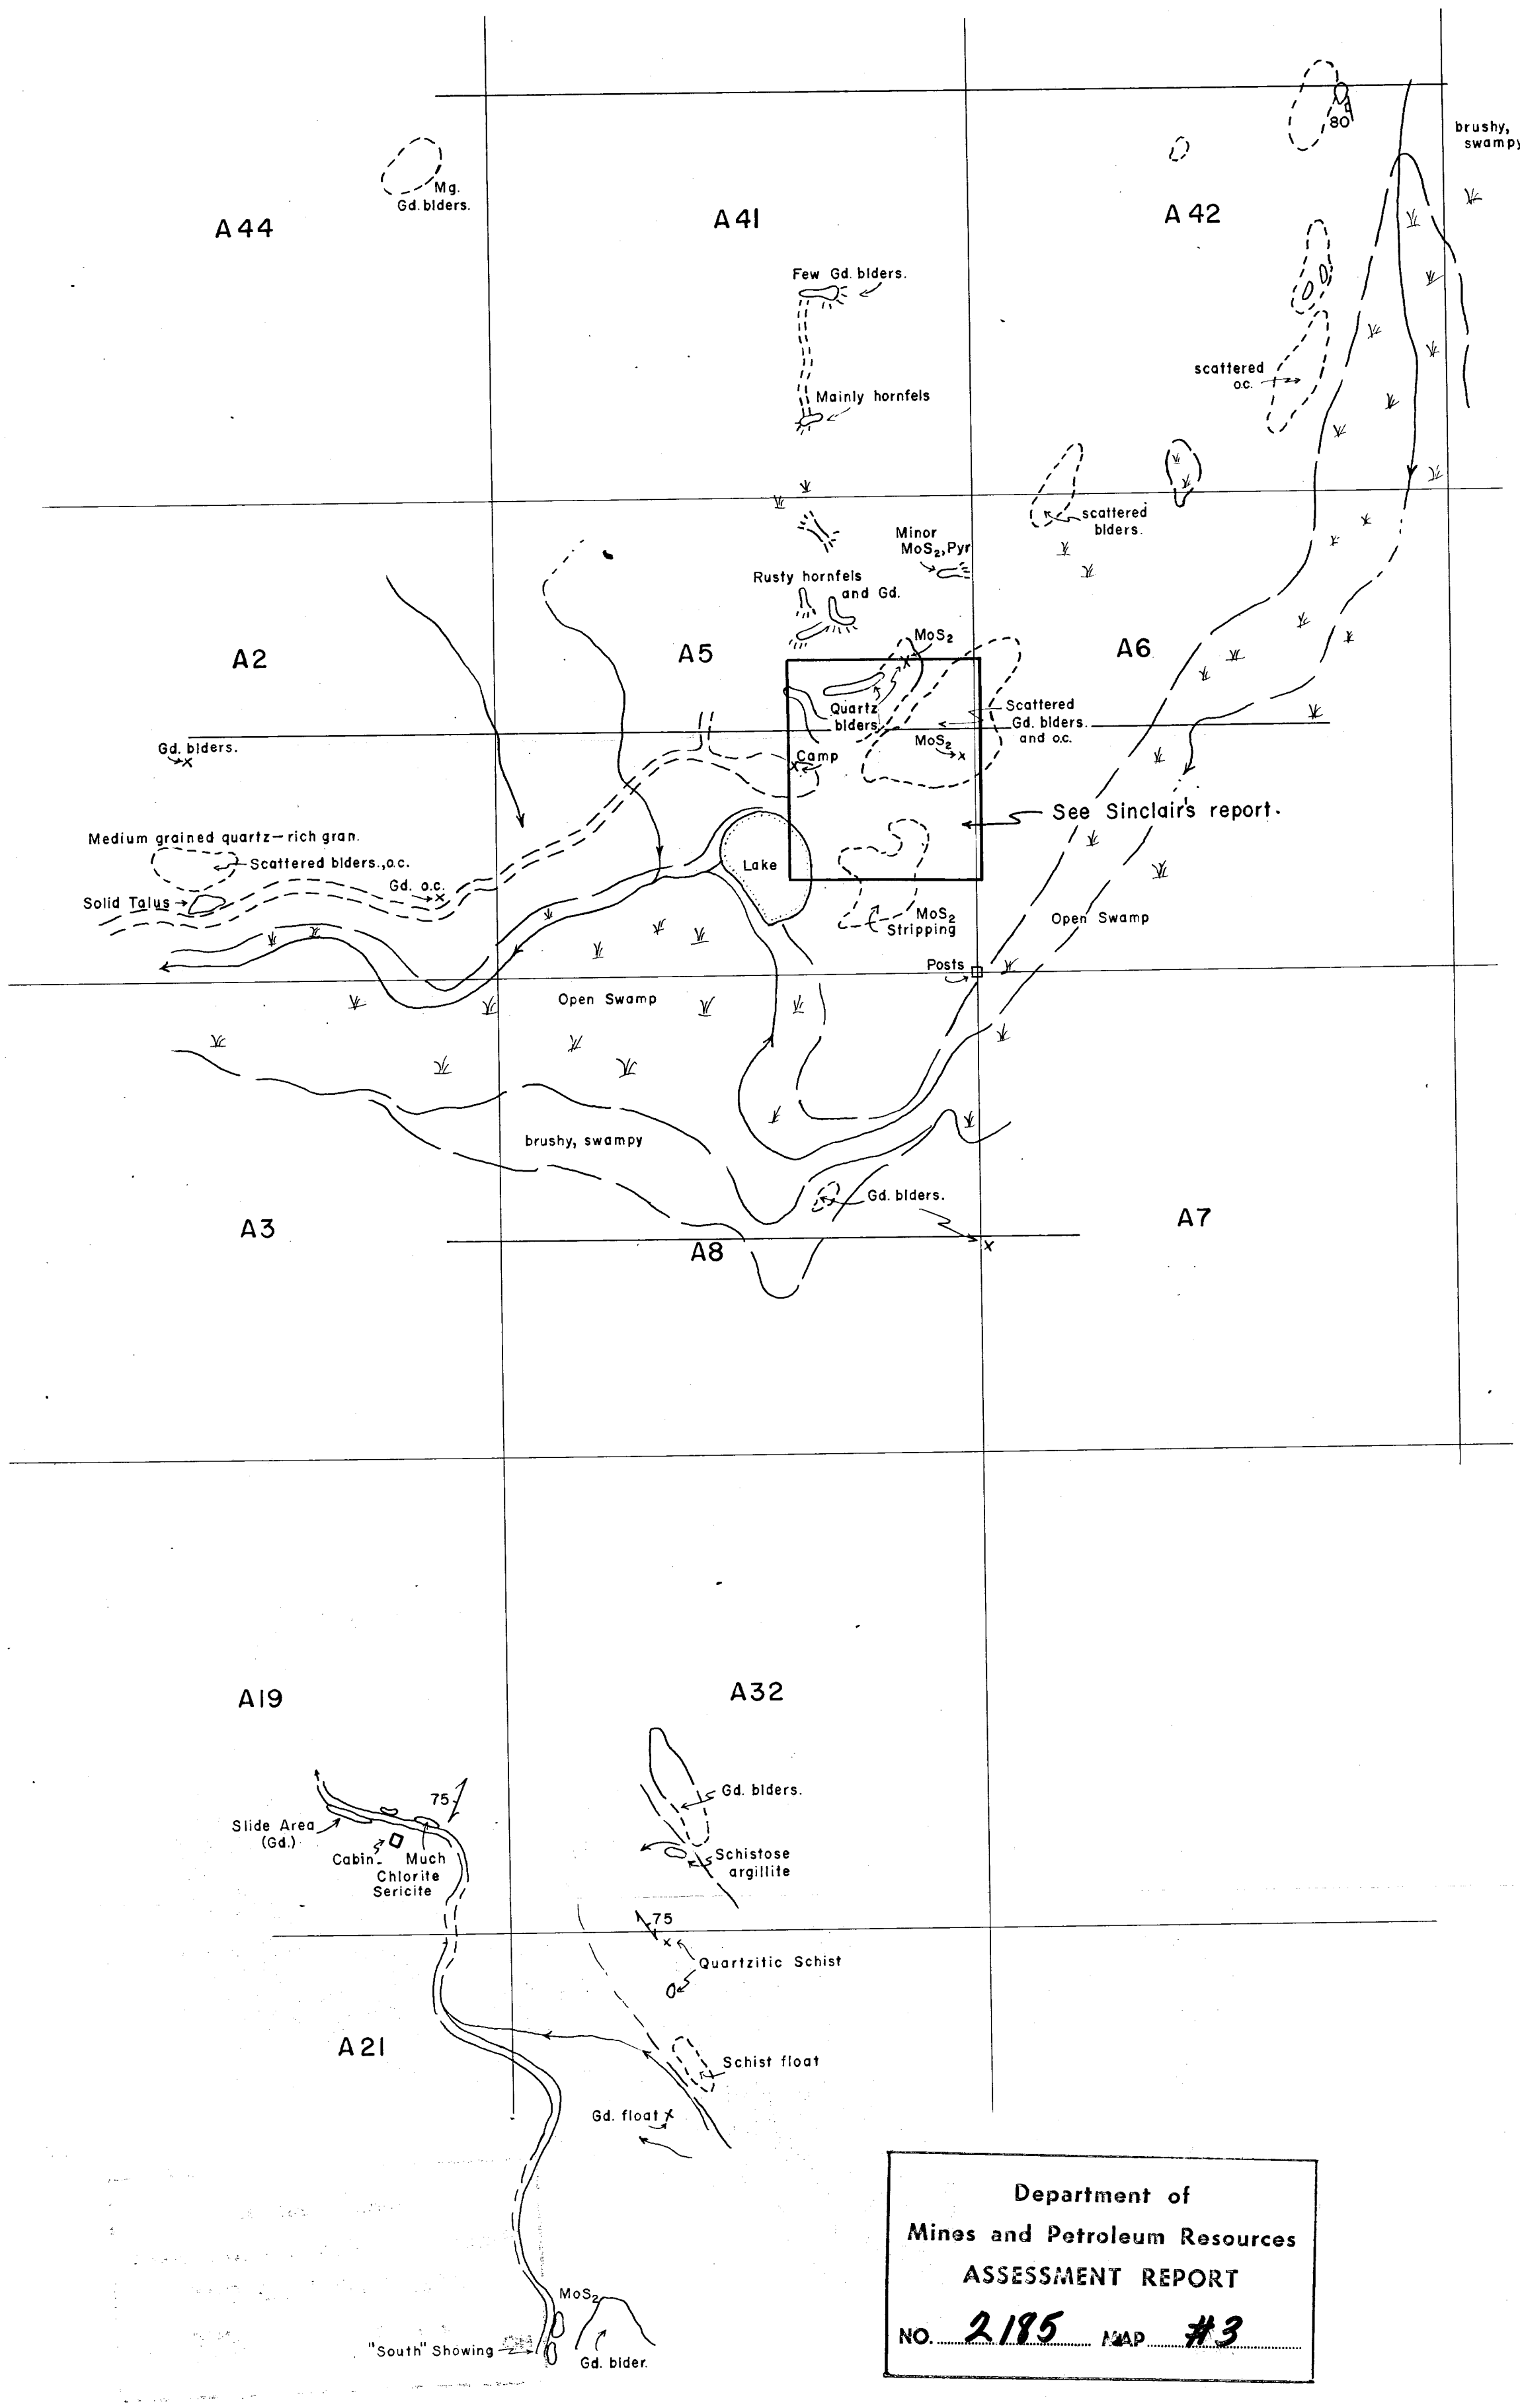 80
brushy,
swampy
Mg.
Gd. blders.
A 44
A 41
A 42
Few Gd. blders.
scattered
o.c.
Mainly hornfels
scattered
blders.
Minor
MoS2, Pyr
Rusty hornfels
and Gd.
MoS2
A2
A5
A6
Quartz
blders
Scattered
Gd. blders.
and o.c.
Gd. blders.
x
MoS2
x
Camp
x
See Sinclair's report.
Medium grained quartz-rich gran.
Scattered blders., o.c.
Lake
Gd. o.c.
x
Solid Talus
MoS2
Stripping
Open Swamp
Posts
Open Swamp
brushy, swampy
Gd. blders.
x
A3
A8
A7
A19
A32
75
Gd. blders.
Slide Area
(Gd.)
Cabin
Much
Chlorite
Sericite
Schistose
argillite
75
x
Quartzitic Schist
A 21
Schist float
Gd. float x
MoS2
"South" Showing
Gd. blder.
Department of
Mines and Petroleum Resources
ASSESSMENT REPORT
NO. 2185 MAP #3